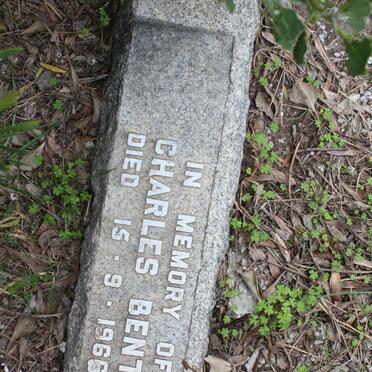 IN MEMORY OF
CHARLES BENT
DIED 15·9·196